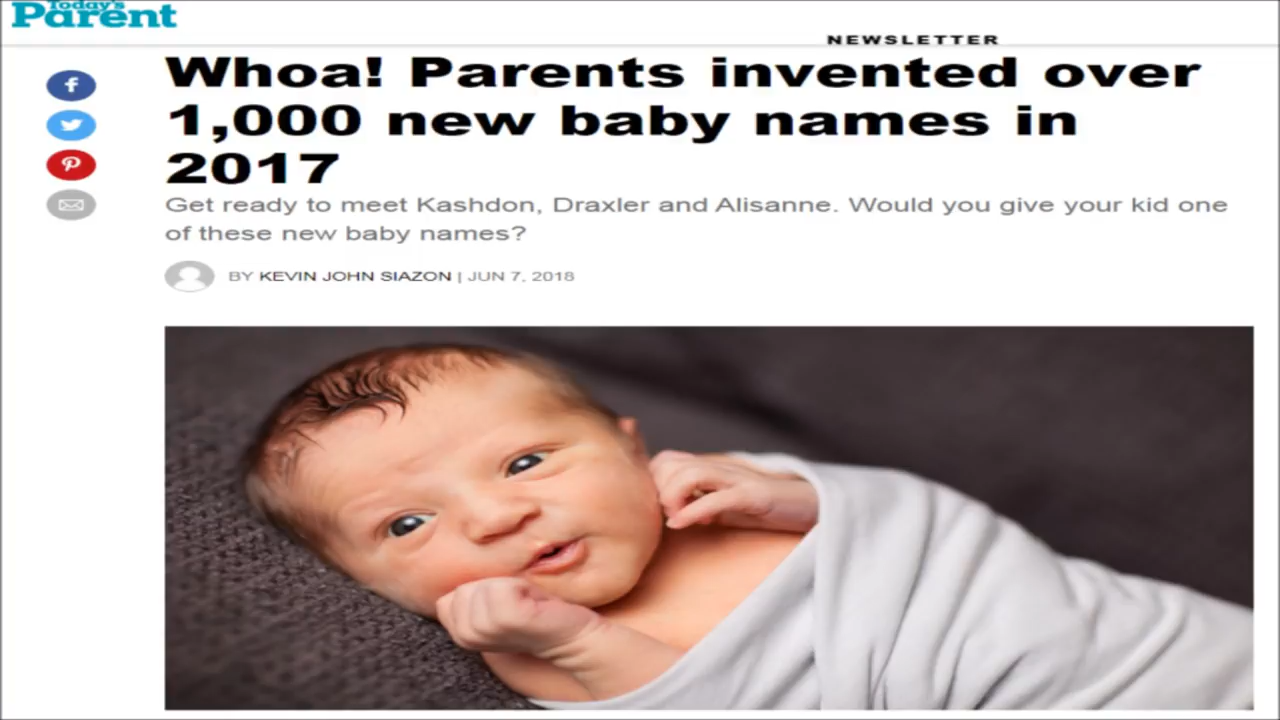 Today's
Parent
NEWSLETTER
Whoa! Parents invented over
1,000 new baby names in
2017
Get ready to meet Kashdon, Draxler and Alisanne. Would you give your kid one
of these new baby names?
BY KEVIN JOHN SIAZON | JUN 7, 2018